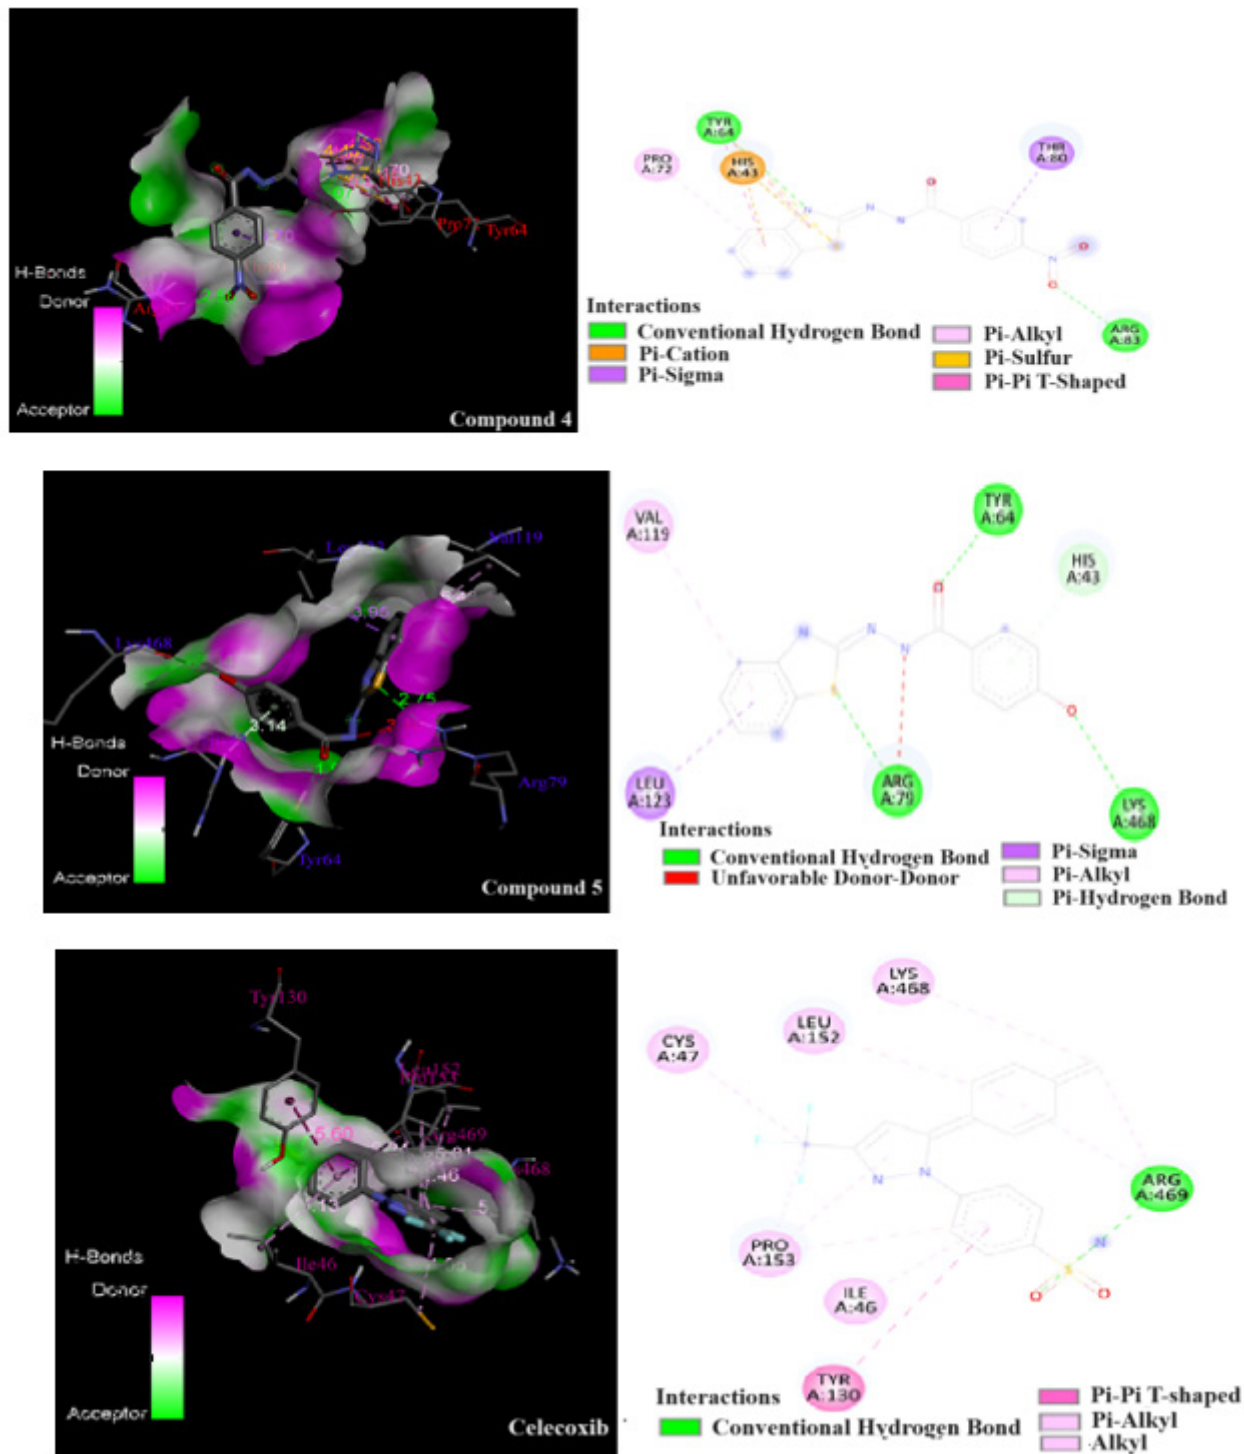 Pro72
Tyr64
H-Bonds
Donor
Acceptor
Compound 4
TYR
A:64
PRO
A:72
HIS
A:43
THR
A:80
ARG
A:83
N
N
N
O
N
O
O
Interactions
Conventional Hydrogen Bond
Pi-Cation
Pi-Sigma
Pi-Alkyl
Pi-Sulfur
Pi-Pi T-Shaped
Val119
Lys468
3.95
2.75
3.14
Arg79
Tyr64
H-Bonds
Donor
Acceptor
Compound 5
VAL
A:119
TYR
A:64
HIS
A:43
O
N
N
N
S
O
LEU
A:123
ARG
A:79
LYS
A:468
Interactions
Conventional Hydrogen Bond
Unfavorable Donor-Donor
Pi-Sigma
Pi-Alkyl
Pi-Hydrogen Bond
Tyr130
5.60
Ile46
Cys47
H-Bonds
Donor
Acceptor
Celecoxib
LYS
A:468
LEU
A:152
CYS
A:47
F
F
F
N
N
ARG
A:469
PRO
A:153
ILE
A:46
N
S
O
O
TYR
A:130
Interactions
Conventional Hydrogen Bond
Pi-Pi T-shaped
Pi-Alkyl
Alkyl